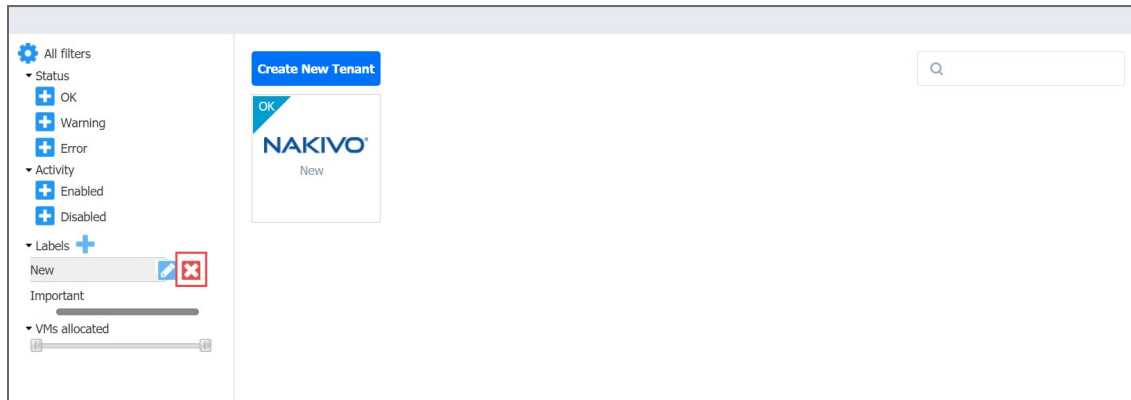 All filters
Status
OK
Warning
Error
Activity
Enabled
Disabled
Labels
New
Important
VMs allocated
Create New Tenant
OK
NAKIVO®
New